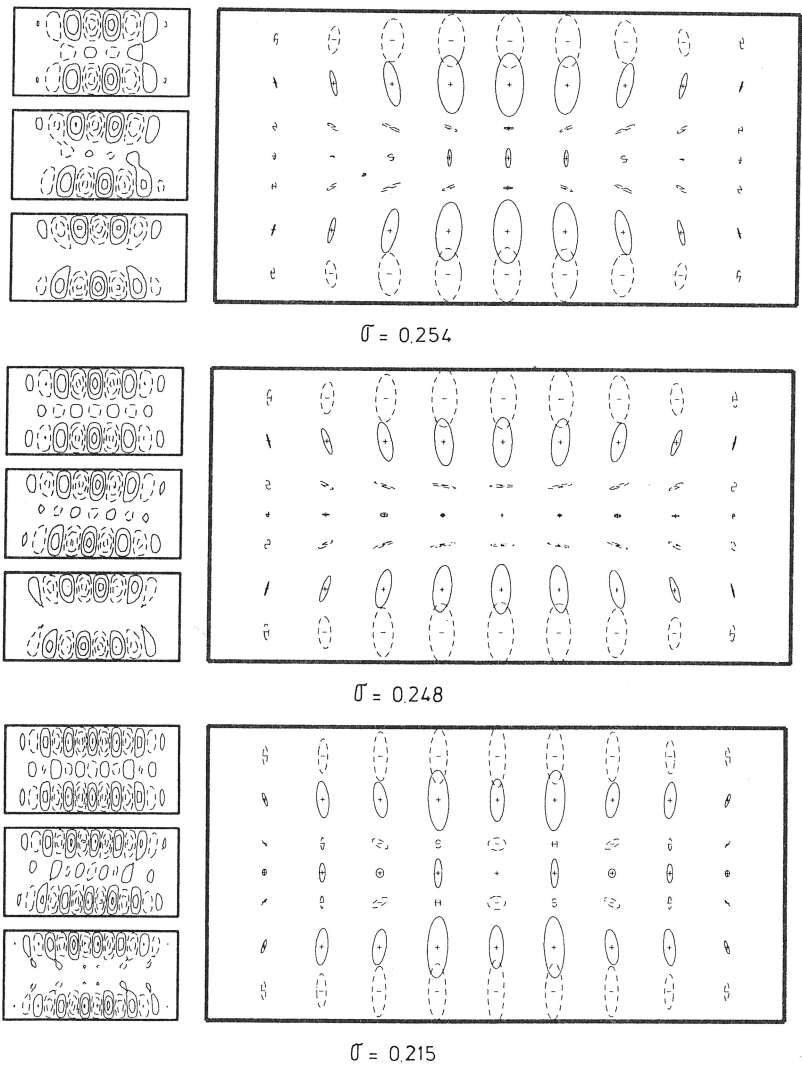 σ = 0.254
σ = 0.248
σ = 0.215